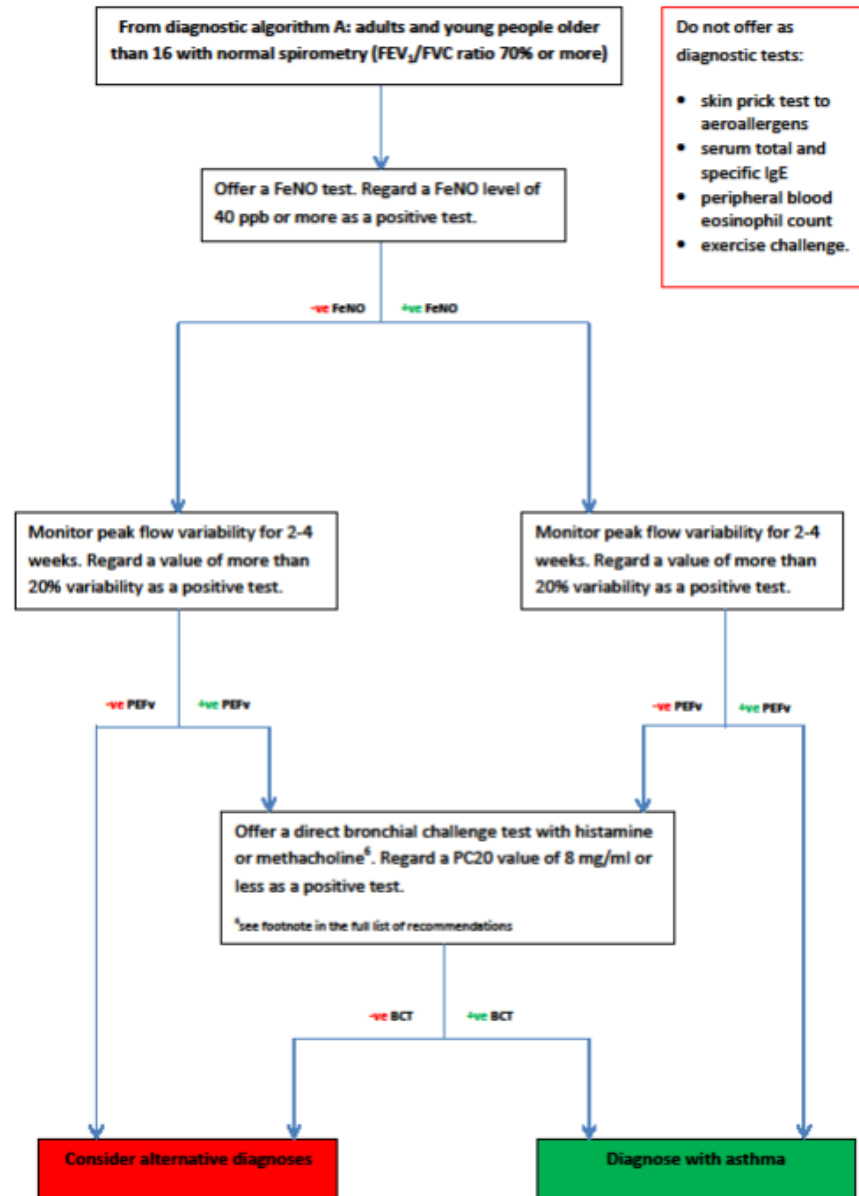 From diagnostic algorithm A: adults and young people older
than 16 with normal spirometry (FEV₁/FVC ratio 70% or more)
Do not offer as
diagnostic tests:
• skin prick test to
aeroallergens
• serum total and
specific IgE
• peripheral blood
eosinophil count
• exercise challenge.
Offer a FeNO test. Regard a FeNO level of
40 ppb or more as a positive test.
-ve FeNO +ve FeNO
Monitor peak flow variability for 2-4
weeks. Regard a value of more than
20% variability as a positive test.
Monitor peak flow variability for 2-4
weeks. Regard a value of more than
20% variability as a positive test.
-ve PEFv +ve PEFv
-ve PEFv +ve PEFv
Offer a direct bronchial challenge test with histamine
or methacholine⁶. Regard a PC20 value of 8 mg/ml or
less as a positive test.
⁶see footnote in the full list of recommendations
-ve BCT +ve BCT
Consider alternative diagnoses
Diagnose with asthma